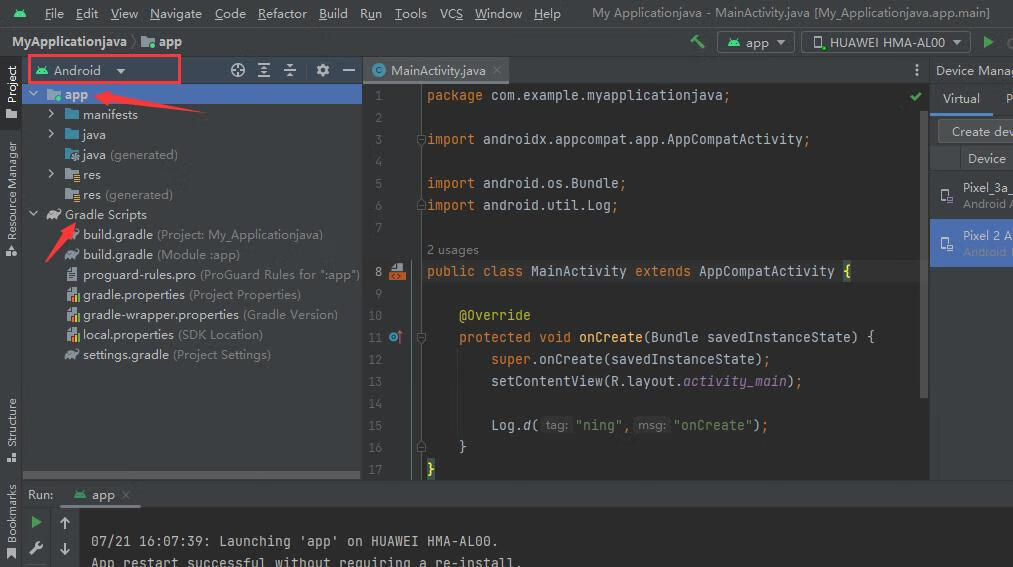 File Edit View Navigate Code Refactor Build Run Tools VCS Window Help My Applicationjava - MainActivity.java [My_Applicationjava.app.main]
MyApplicationjava app
app HUAWEI HMA-AL00
Project
Resource Manager
Structure
Bookmarks
Android
app
manifests
java
java (generated)
res
res (generated)
Gradle Scripts
build.gradle (Project: My_Applicationjava)
build.gradle (Module :app)
proguard-rules.pro (ProGuard Rules for ":app")
gradle.properties (Project Properties)
gradle-wrapper.properties (Gradle Version)
local.properties (SDK Location)
settings.gradle (Project Settings)
MainActivity.java
1 package com.example.myapplicationjava;
2
3 import androidx.appcompat.app.AppCompatActivity;
4
5 import android.os.Bundle;
6 import android.util.Log;
7
2 usages
8 public class MainActivity extends AppCompatActivity {
9
10 @Override
11 protected void onCreate(Bundle savedInstanceState) {
12 super.onCreate(savedInstanceState);
13 setContentView(R.layout.activity_main);
14
15 Log.d( tag: "ning", msg: "onCreate");
16 }
17 }
Device Mana
Virtual P
Create dev
Device
Pixel_3a_
Android A
Pixel 2 A
Android
Run: app
07/21 16:07:39: Launching 'app' on HUAWEI HMA-AL00.
App restart successful without requiring a re-install.